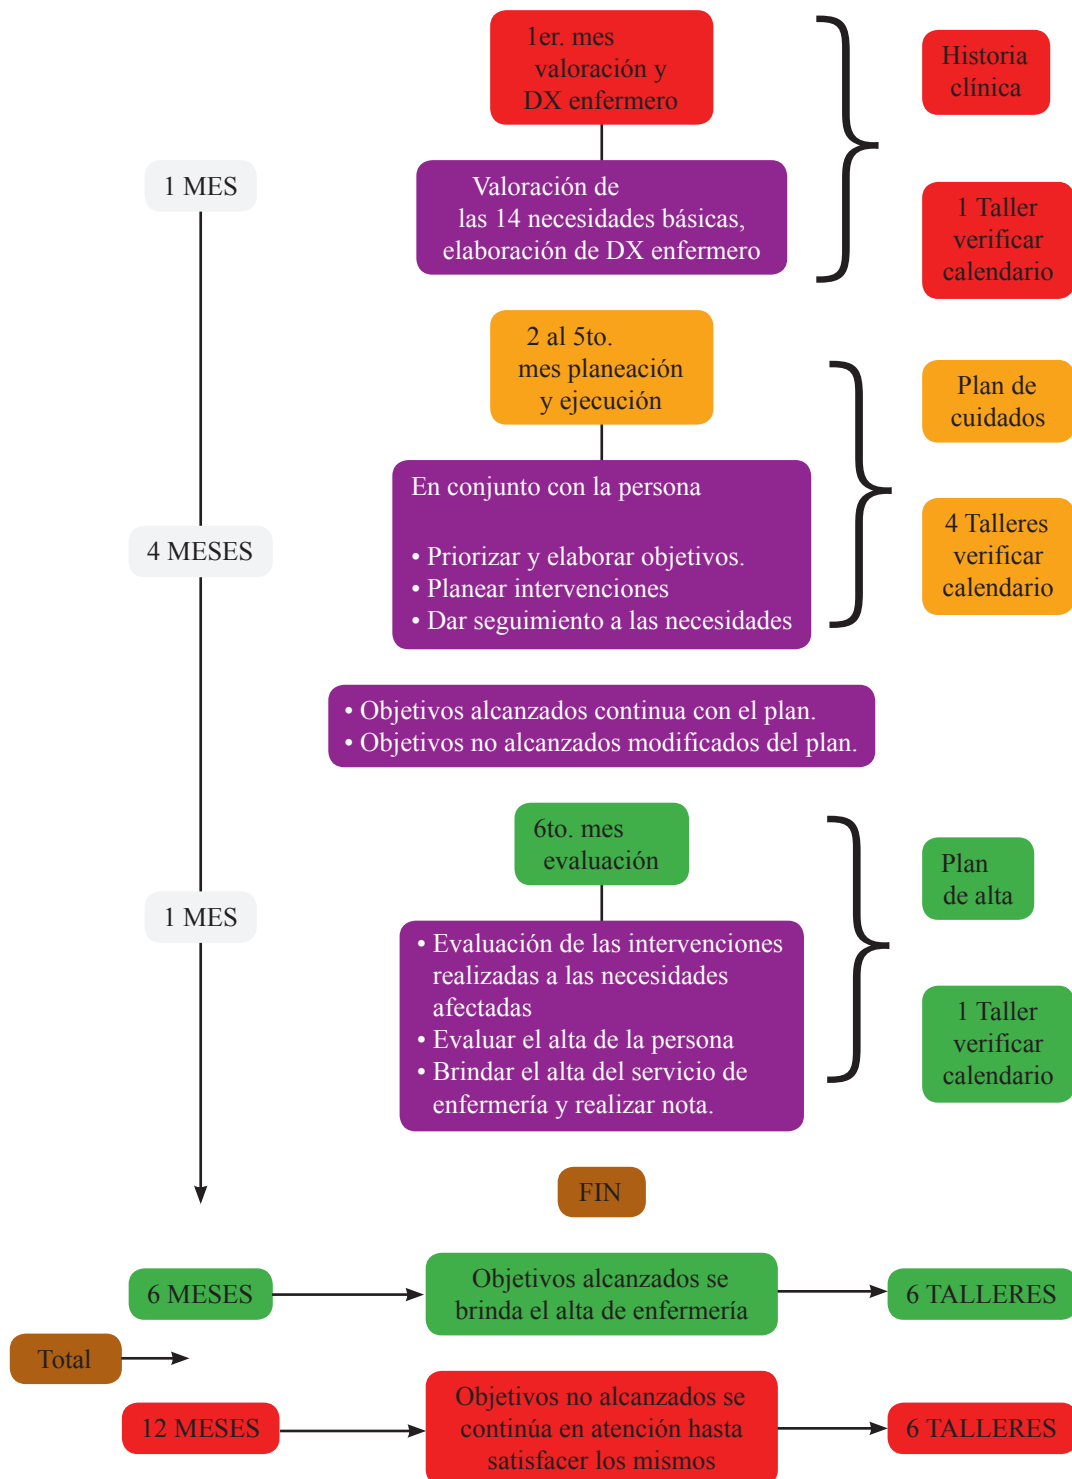 1er. mes
valoración y
DX enfermero
Historia
clínica
1 MES
Valoración de
las 14 necesidades básicas,
elaboración de DX enfermero
1 Taller
verificar
calendario
2 al 5to.
mes planeación
y ejecución
Plan de
cuidados
4 MESES
En conjunto con la persona
• Priorizar y elaborar objetivos.
• Planear intervenciones
• Dar seguimiento a las necesidades
4 Talleres
verificar
calendario
• Objetivos alcanzados continua con el plan.
• Objetivos no alcanzados modificados del plan.
6to. mes
evaluación
Plan
de alta
1 MES
• Evaluación de las intervenciones
realizadas a las necesidades
afectadas
• Evaluar el alta de la persona
• Brindar el alta del servicio de
enfermería y realizar nota.
1 Taller
verificar
calendario
FIN
6 MESES
Objetivos alcanzados se
brinda el alta de enfermería
6 TALLERES
Total
12 MESES
Objetivos no alcanzados se
continúa en atención hasta
satisfacer los mismos
6 TALLERES